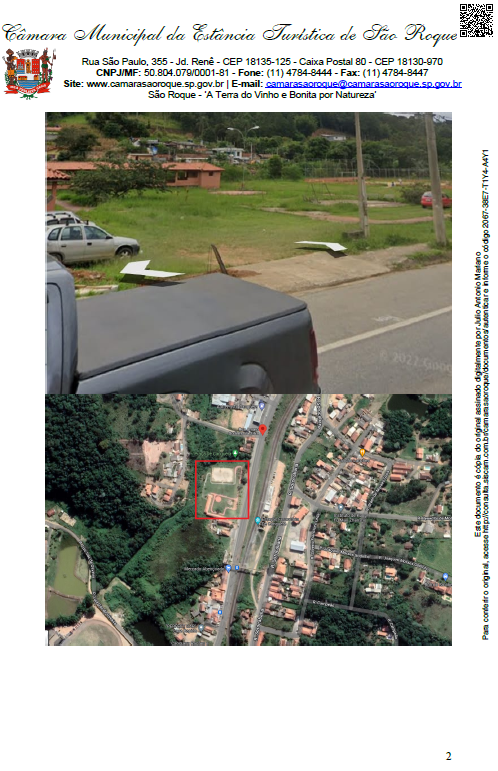 Câmara Municipal da Estância Turística de São Roque
Rua São Paulo, 355 - Jd. Renê - CEP 18135-125 - Caixa Postal 80 - CEP 18130-970
CNPJ/MF: 50.804.079/0001-81 - Fone: (11) 4784-8444 - Fax: (11) 4784-8447
Site: www.camarasaoroque.sp.gov.br | E-mail: camarasaoroque@camarasaoroque.sp.gov.br
São Roque - 'A Terra do Vinho e Bonita por Natureza'
© 2022 Goog
2
Este documento é cópia do original assinado digitalmente por Julio Antonio Mariano
Para conferir o original, acesse http://consulta.siscam.com.br/camarasaoroque/documentos/autenticar e informe o código 2067-38E7-T1Y4-A4Y1